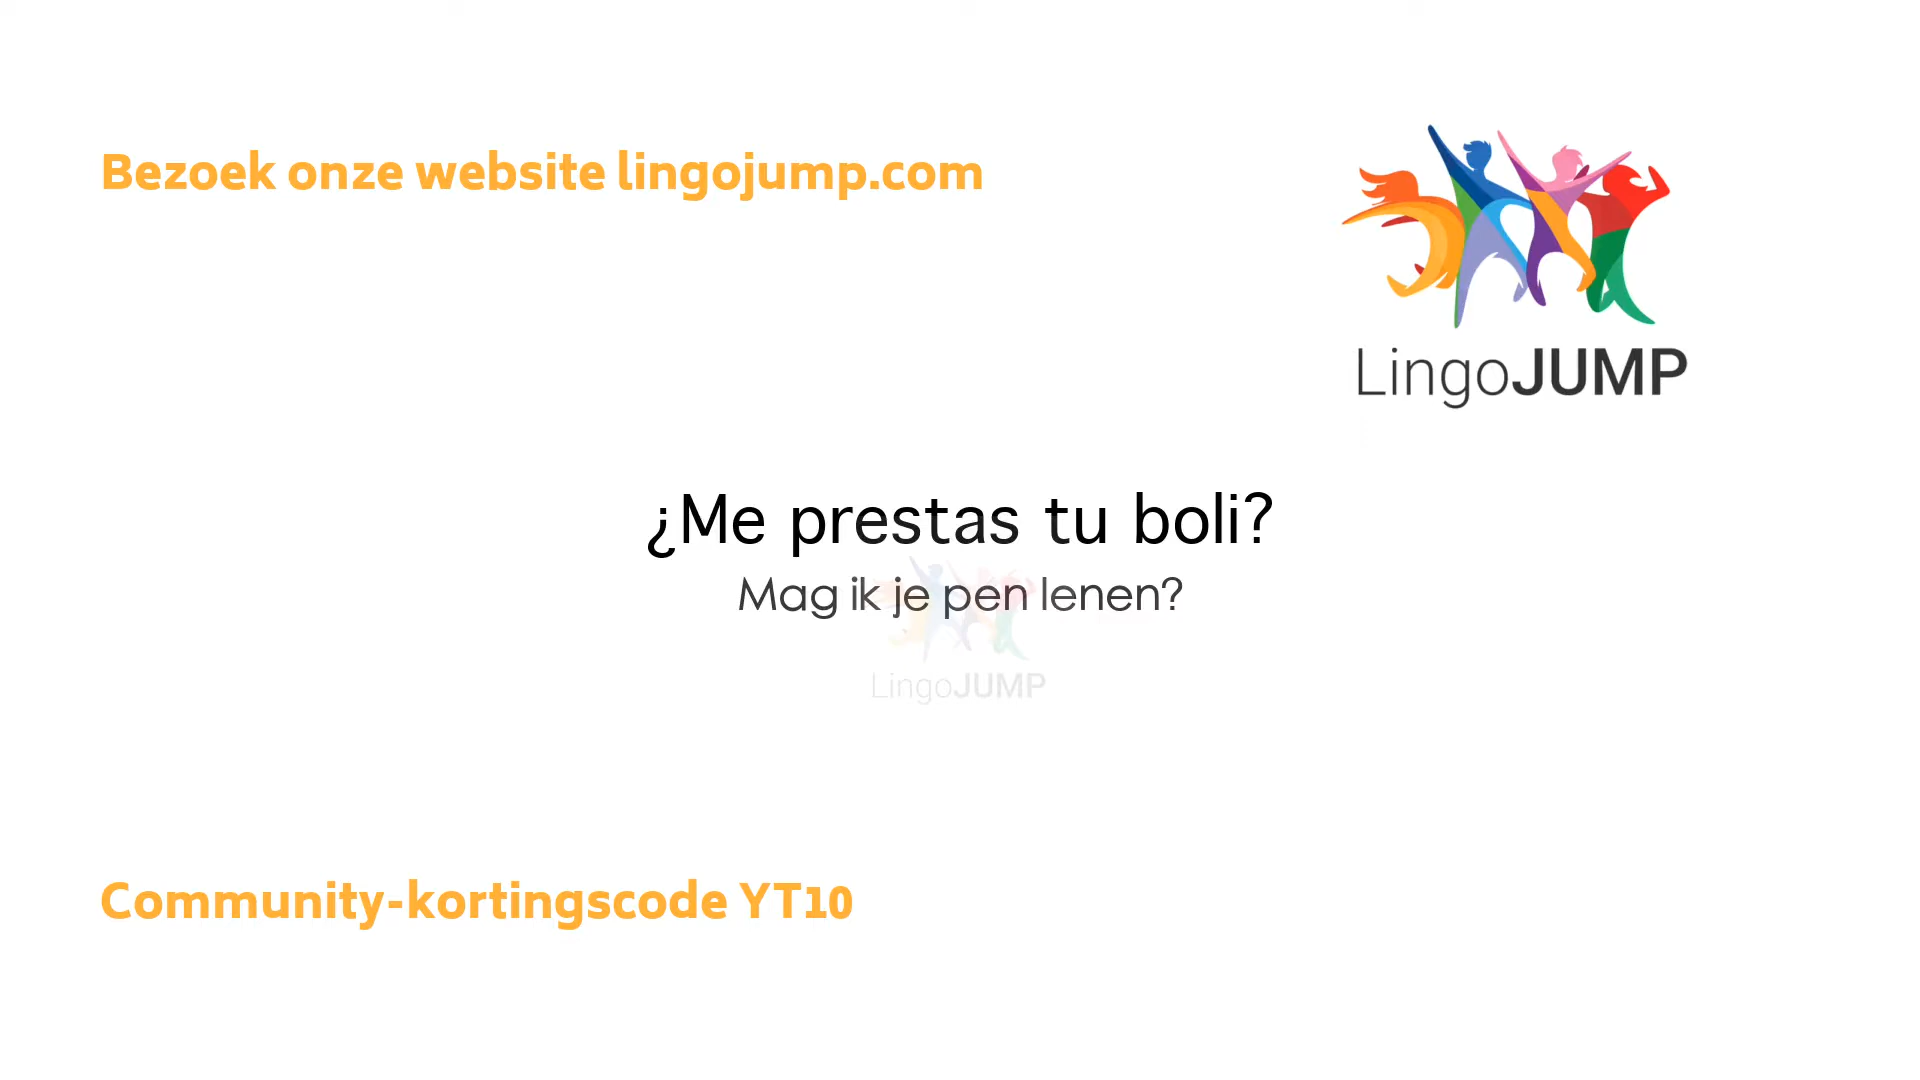 Bezoek onze website lingojump.com
LingoJUMP
¿Me prestas tu boli?
Mag ik je pen lenen?
LingoJUMP
Community-kortingscode YT10